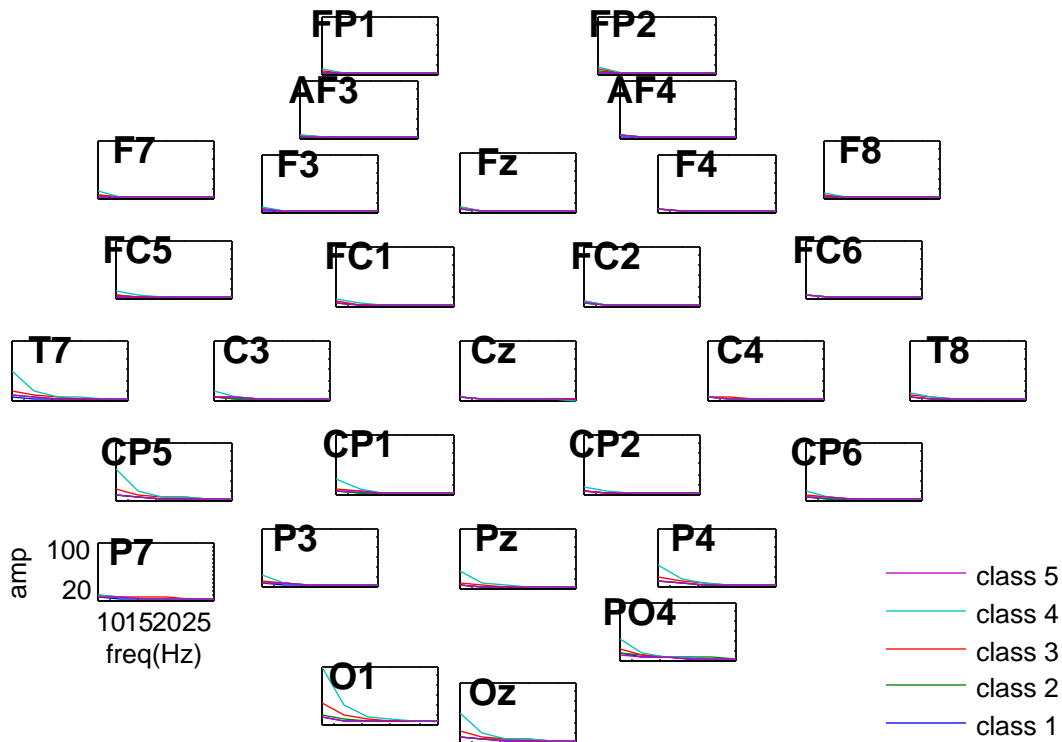 FP1 FP2
AF3 AF4
F7 F3 Fz F4 F8
FC5 FC1 FC2 FC6
T7 C3 Cz C4 T8
CP5 CP1 CP2 CP6
P7 P3 Pz P4
amp
100
20
10152025
freq(Hz)
PO4
O1 Oz
class 5
class 4
class 3
class 2
class 1